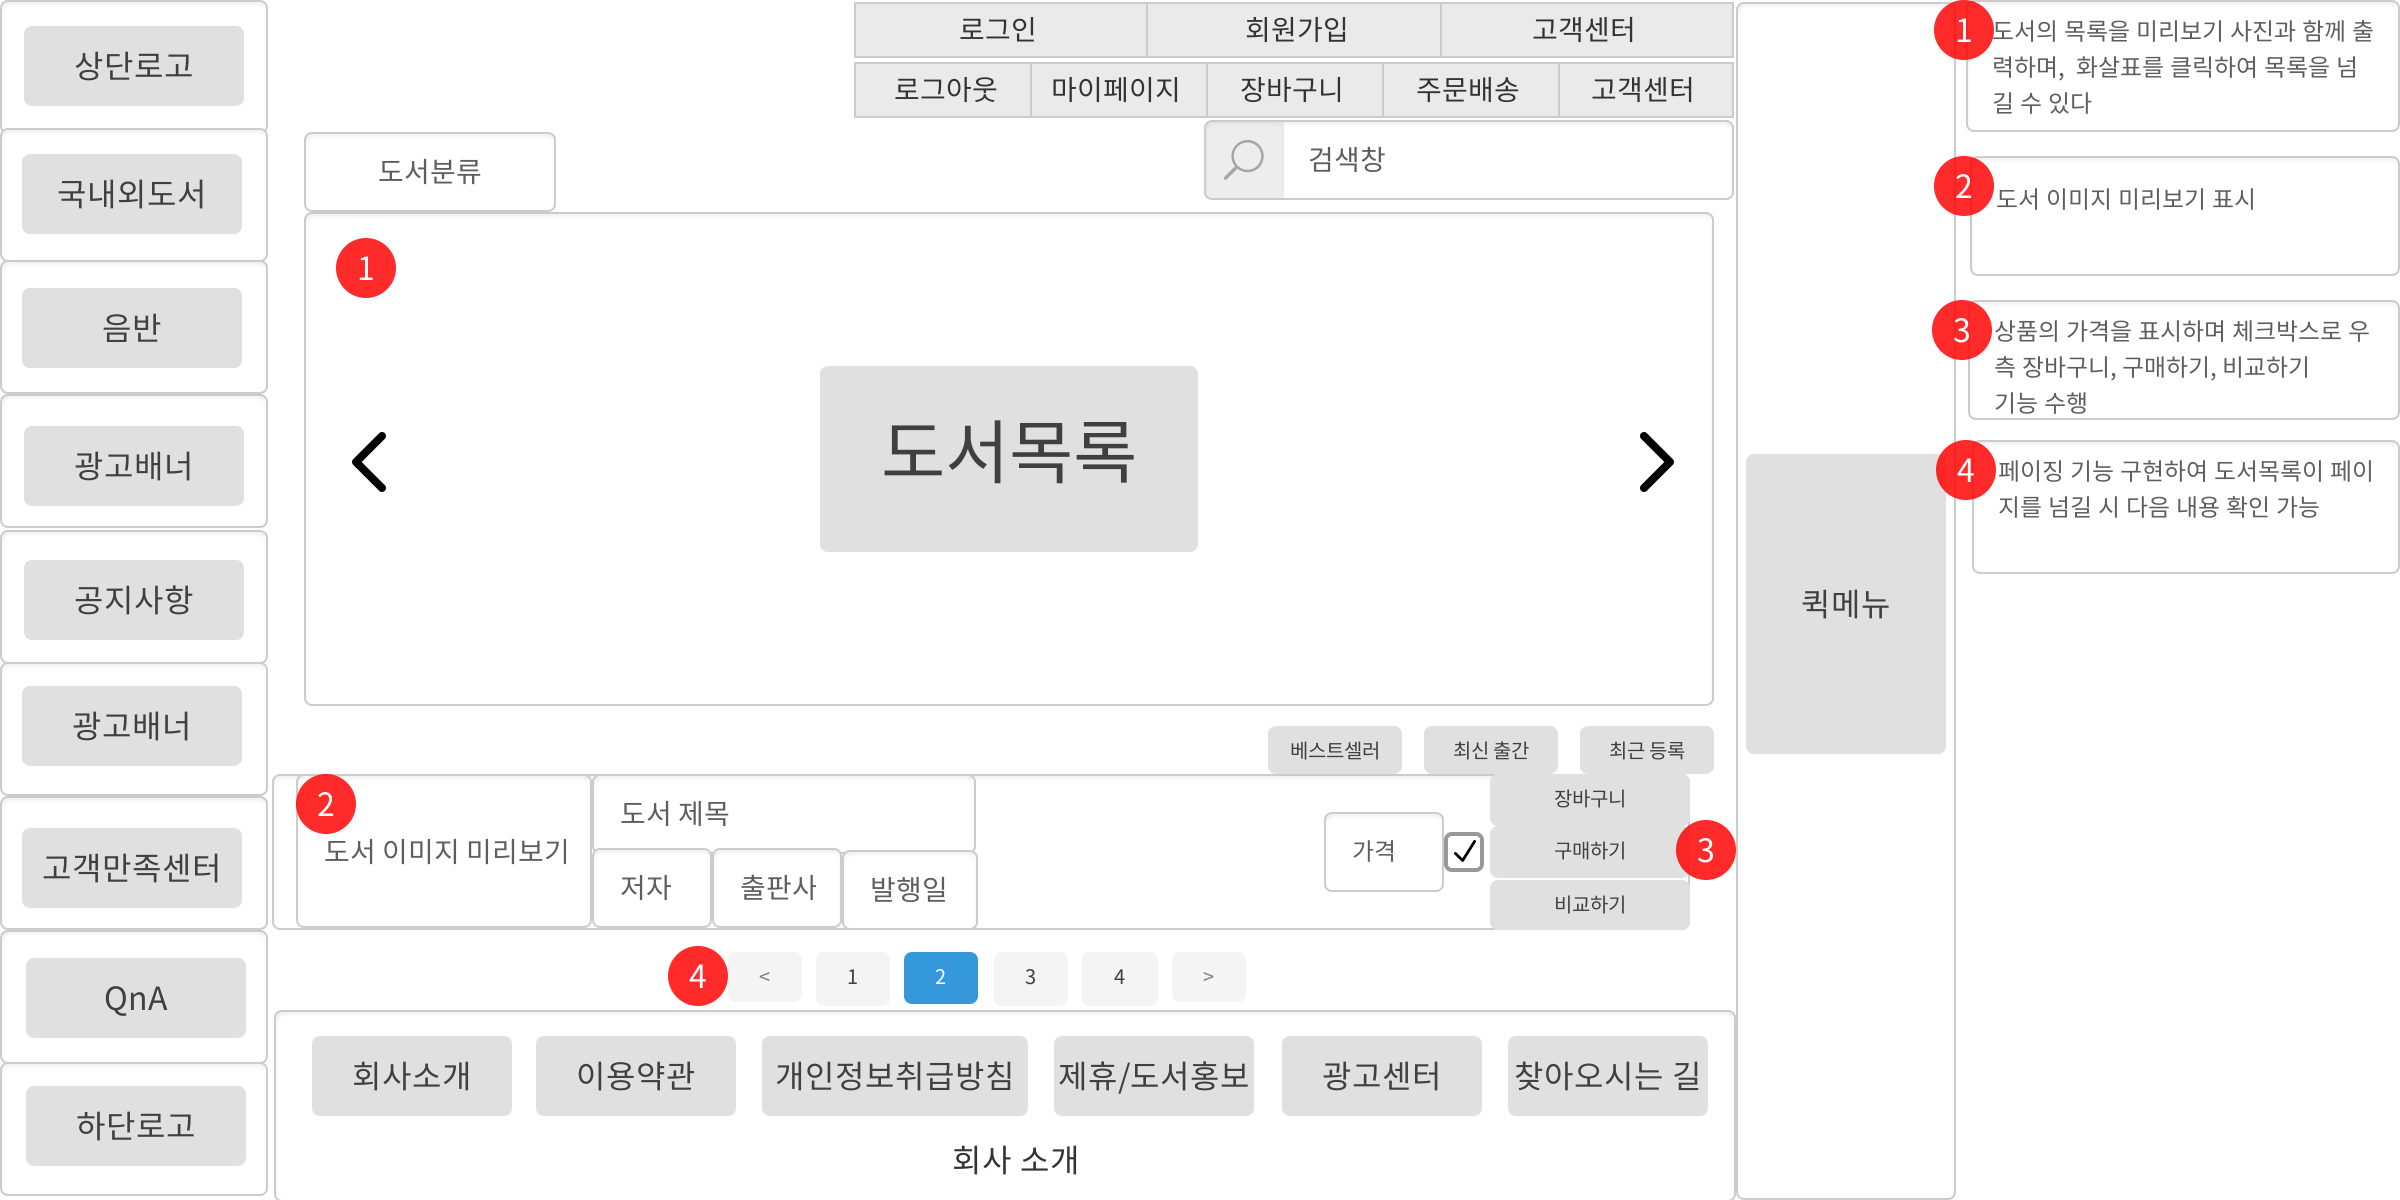 상단로고
국내외도서
음반
광고배너
공지사항
광고배너
고객만족센터
QnA
하단로고
로그인 회원가입 고객센터
로그아웃 마이페이지 장바구니 주문배송 고객센터
도서분류
검색창
1
도서목록
베스트셀러 최신 출간 최근 등록
2
도서 이미지 미리보기
도서 제목
저자 출판사 발행일
가격
장바구니
구매하기
비교하기
3
4 < 1 2 3 4 >
회사소개 이용약관 개인정보취급방침 제휴/도서홍보 광고센터 찾아오시는 길
회사 소개
퀵메뉴
1
도서의 목록을 미리보기 사진과 함께 출
력하며, 화살표를 클릭하여 목록을 넘
길 수 있다
2
도서 이미지 미리보기 표시
3
상품의 가격을 표시하며 체크박스로 우
측 장바구니, 구매하기, 비교하기
기능 수행
4
페이징 기능 구현하여 도서목록이 페이
지를 넘길 시 다음 내용 확인 가능